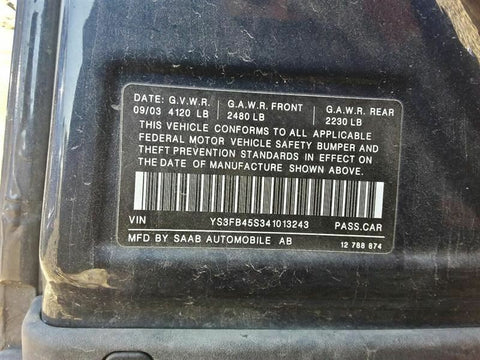 DATE: G.V.W.R. G.A.W.R. FRONT G.A.W.R. REAR
09/03 4120 LB 2480 LB 2230 LB
THIS VEHICLE CONFORMS TO ALL APPLICABLE
FEDERAL MOTOR VEHICLE SAFETY BUMPER AND
THEFT PREVENTION STANDARDS IN EFFECT ON
THE DATE OF MANUFACTURE SHOWN ABOVE.
VIN YS3FB45S341013243 PASS.CAR
MFD BY SAAB AUTOMOBILE AB 12 788 874